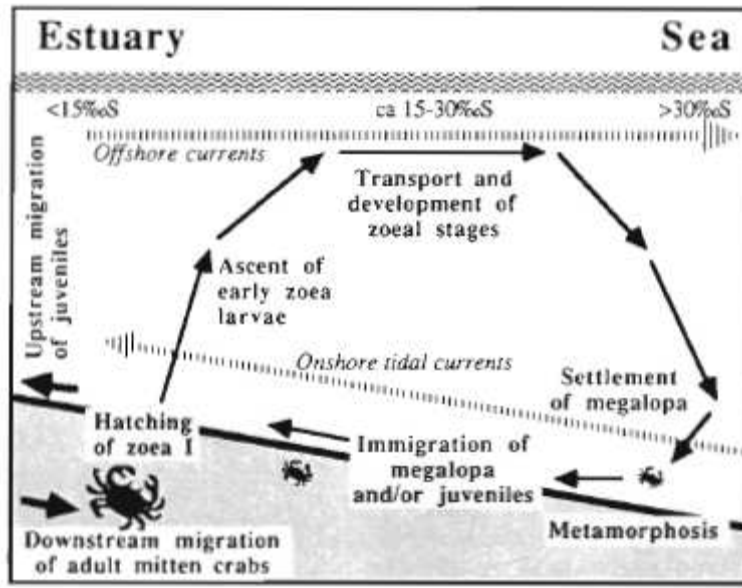 Estuary Sea
<15‰S ca 15-30‰S >30‰S
Offshore currents
Upstream migration
of juveniles
Transport and
development of
zoeal stages
Ascent of
early zoea
larvae
Onshore tidal currents
Settlement
of megalopa
Hatching
of zoea I
Immigration of
megalopa
and/or juveniles
Metamorphosis
Downstream migration
of adult mitten crabs